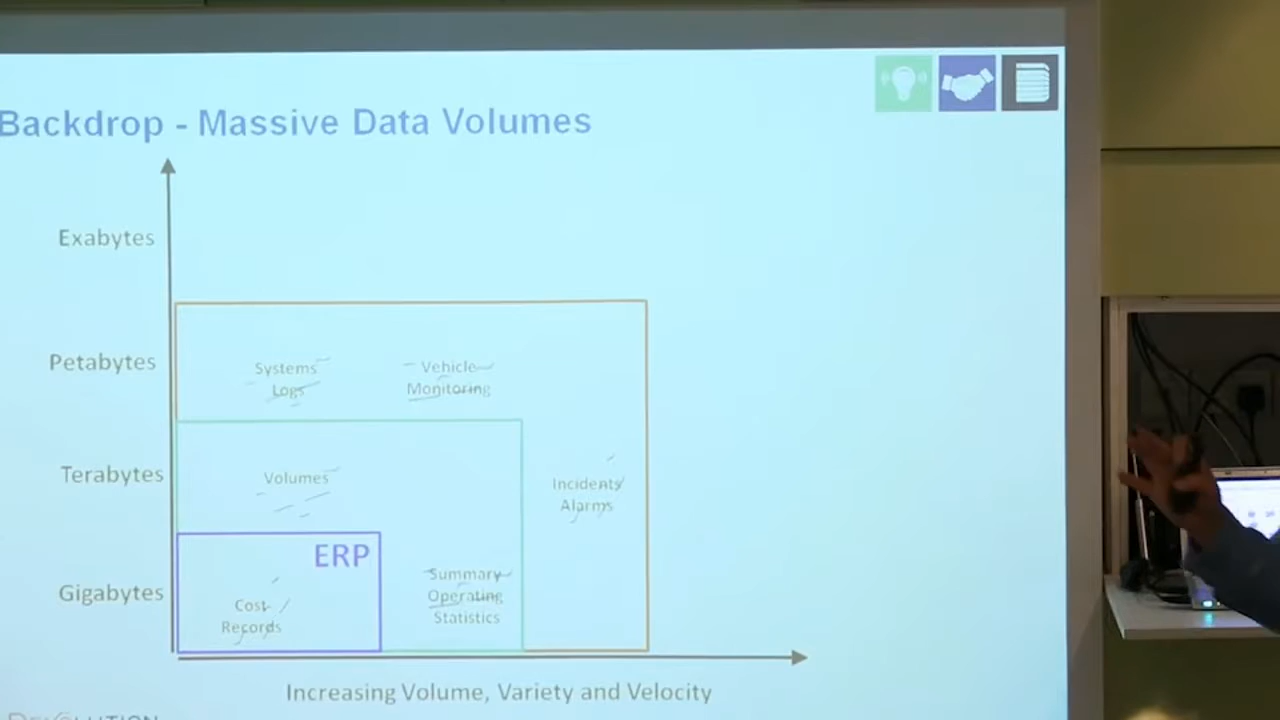 Backdrop - Massive Data Volumes
Exabytes
Petabytes
Systems
Logs
Vehicle
Monitoring
Terabytes
Volumes
Incidents/
Alarms
ERP
Gigabytes
Cost
Records
Summary
Operating
Statistics
Increasing Volume, Variety and Velocity